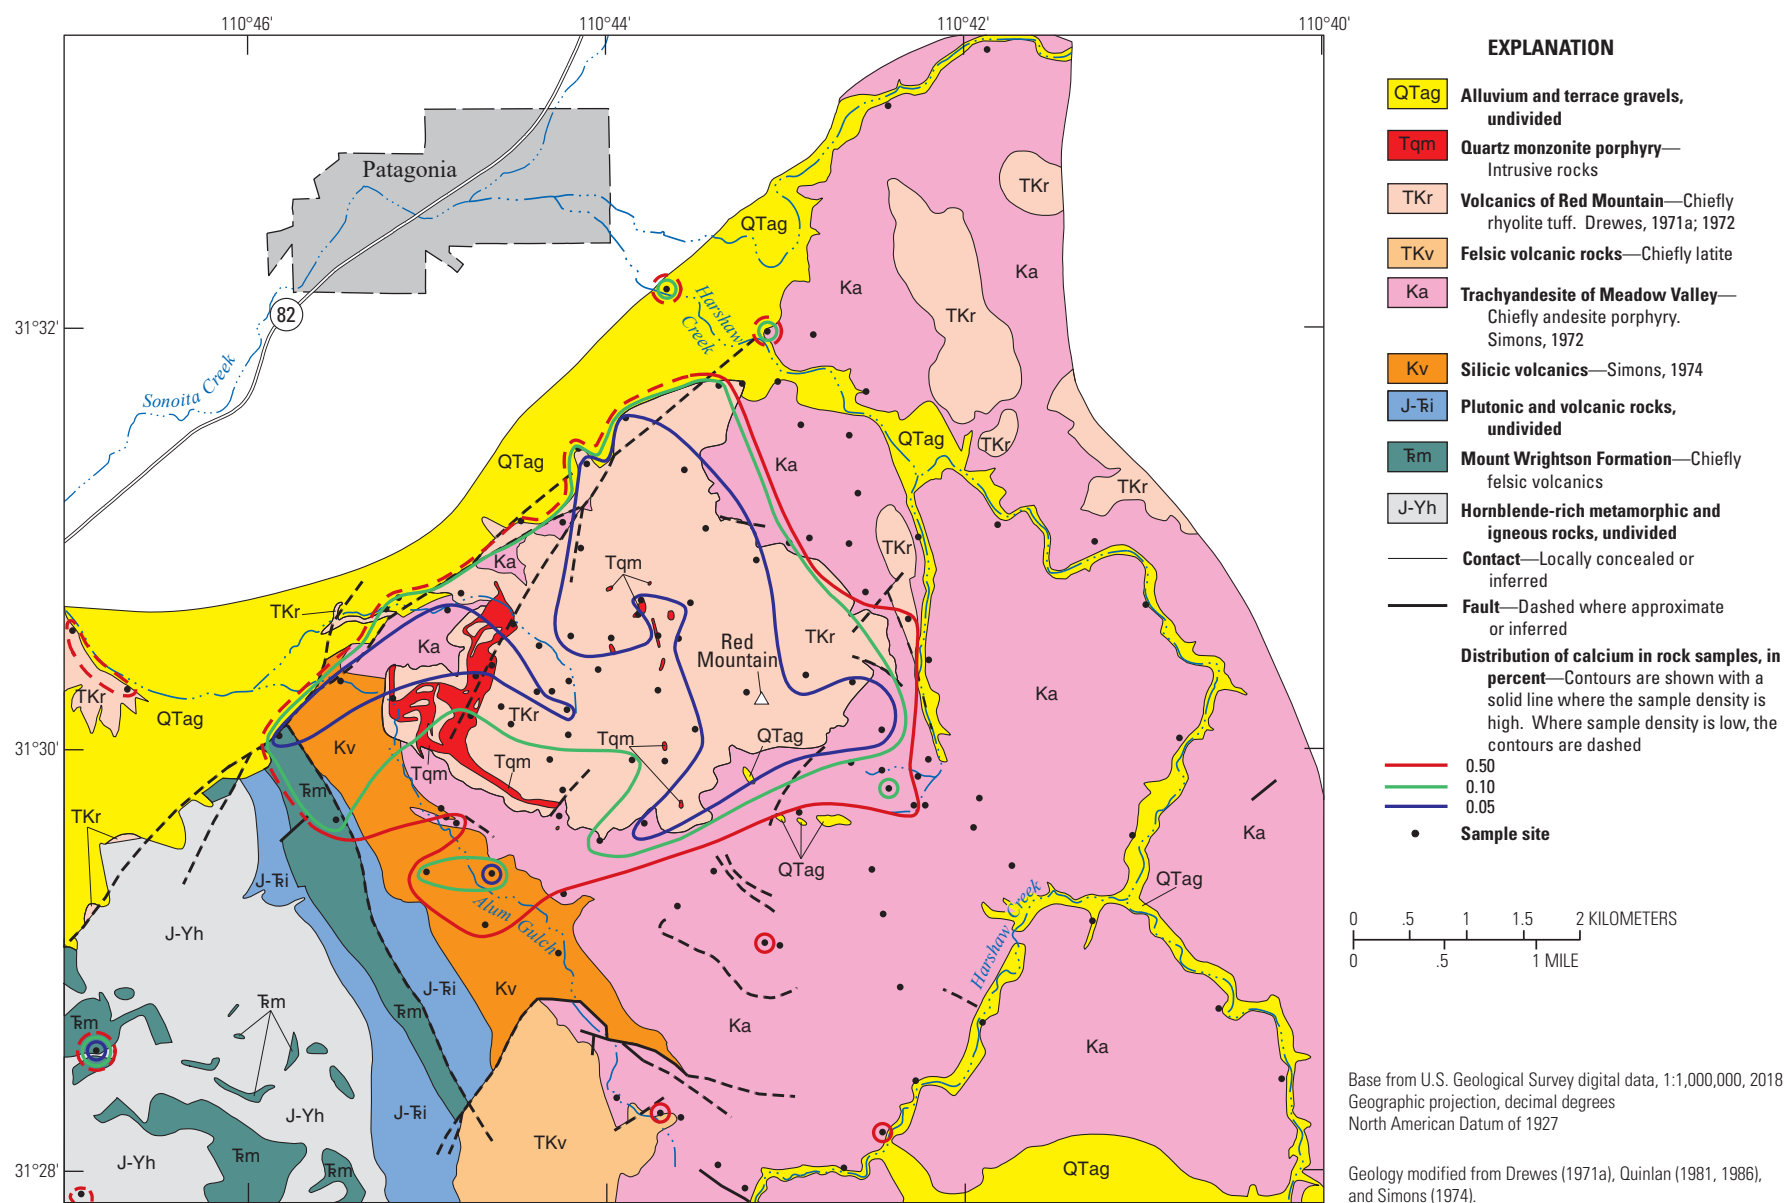 110°46'
110°44'
110°42'
110°40'
31°32'
31°30'
31°28'
Patagonia
82
Sonoita Creek
Harshaw
Creek
QTag
TKr
Ka
Ka
TKr
TKr
QTag
TKr
Ka
QTag
TKr
TKr
Ka
Tqm
TKr
Ka
Red
Mountain
TKr
TKr
QTag
Kv
TKr
Tqm
QTag
Ka
Tqm
Tqm
Ŧm
TKr
Ka
QTag
QTag
J-Ŧi
J-Yh
Alum Gulch
Harshaw Creek
J-Ŧi
Kv
Ŧm
Ŧm
Ŧm
Ka
Ka
J-Yh
J-Ŧi
J-Yh
Ŧm
Ŧm
TKv
QTag
EXPLANATION
QTag Alluvium and terrace gravels,
undivided
Tqm Quartz monzonite porphyry—
Intrusive rocks
TKr Volcanics of Red Mountain—Chiefly
rhyolite tuff. Drewes, 1971a; 1972
TKv Felsic volcanic rocks—Chiefly latite
Ka Trachyandesite of Meadow Valley—
Chiefly andesite porphyry.
Simons, 1972
Kv Silicic volcanics—Simons, 1974
J-Ŧi Plutonic and volcanic rocks,
undivided
Ŧm Mount Wrightson Formation—Chiefly
felsic volcanics
J-Yh Hornblende-rich metamorphic and
igneous rocks, undivided
Contact—Locally concealed or
inferred
Fault—Dashed where approximate
or inferred
Distribution of calcium in rock samples, in
percent—Contours are shown with a
solid line where the sample density is
high. Where sample density is low, the
contours are dashed
0.50
0.10
0.05
Sample site
0 .5 1 1.5 2 KILOMETERS
0 .5 1 MILE
Base from U.S. Geological Survey digital data, 1:1,000,000, 2018
Geographic projection, decimal degrees
North American Datum of 1927
Geology modified from Drewes (1971a), Quinlan (1981, 1986),
and Simons (1974).